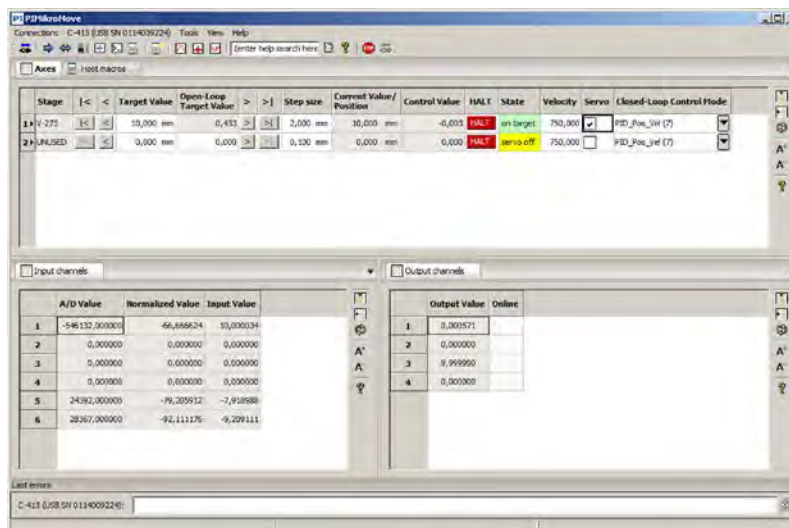 PIMikroMove
Connections C-413 (USB SN 0114009224) Tools View Help
[enter help search here]
Axes Host macros
Stage |< < Target Value Open-Loop Target Value > >| Step size Current Value/ Position Control Value HALT State Velocity Servo Closed-Loop Control Mode
1 V-273 |< < 10,000 mm 0,433 > >| 2,000 mm 10,000 mm -0,003 HALT on target 750,000 PID_Pos_Vel (7)
2 UNUSED < 0,000 mm 0,000 > 0,100 mm 0,000 mm 0,000 HALT servo off 750,000 PID_Pos_Vel (7)
Input channels
A/D Value Normalized Value Input Value
1 -546132,000000 -66,666624 10,000034
2 0,000000 0,000000 0,000000
3 0,000000 0,000000 0,000000
4 0,000000 0,000000 0,000000
5 24392,000000 -79,205912 -7,918988
6 28367,000000 -92,111176 -9,209111
Output channels
Output Value Online
1 0,000571
2 0,000000
3 9,999990
4 0,000000
Last errors
C-413 (USB SN 0114009224):